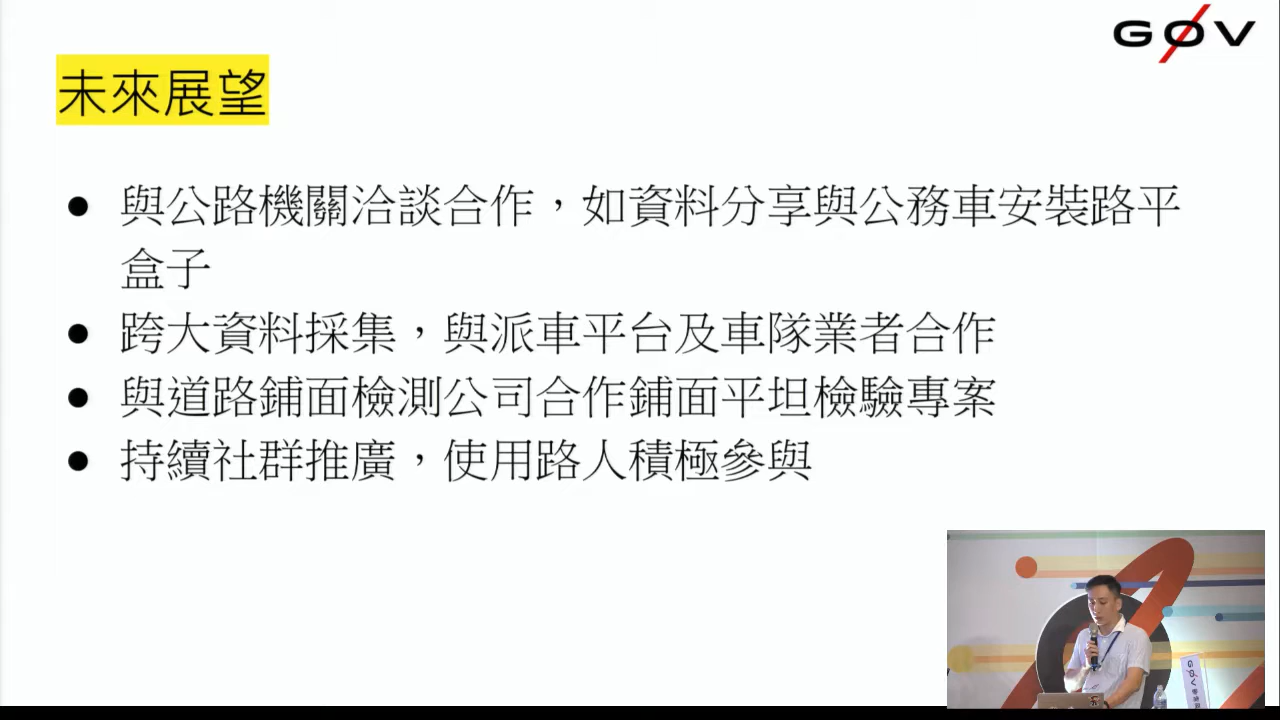 GØV
未來展望
● 與公路機關洽談合作，如資料分享與公務車安裝路平
盒子
● 跨大資料採集，與派車平台及車隊業者合作
● 與道路鋪面檢測公司合作鋪面平坦檢驗專案
● 持續社群推廣，使用路人積極參與